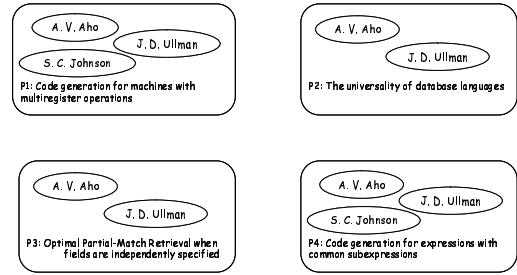 A. V. Aho
J. D. Ullman
S. C. Johnson
P1: Code generation for machines with
multiregister operations
A. V. Aho
J. D. Ullman
P2: The universality of database languages
A. V. Aho
J. D. Ullman
P3: Optimal Partial-Match Retrieval when
fields are independently specified
A. V. Aho
J. D. Ullman
S. C. Johnson
P4: Code generation for expressions with
common subexpressions